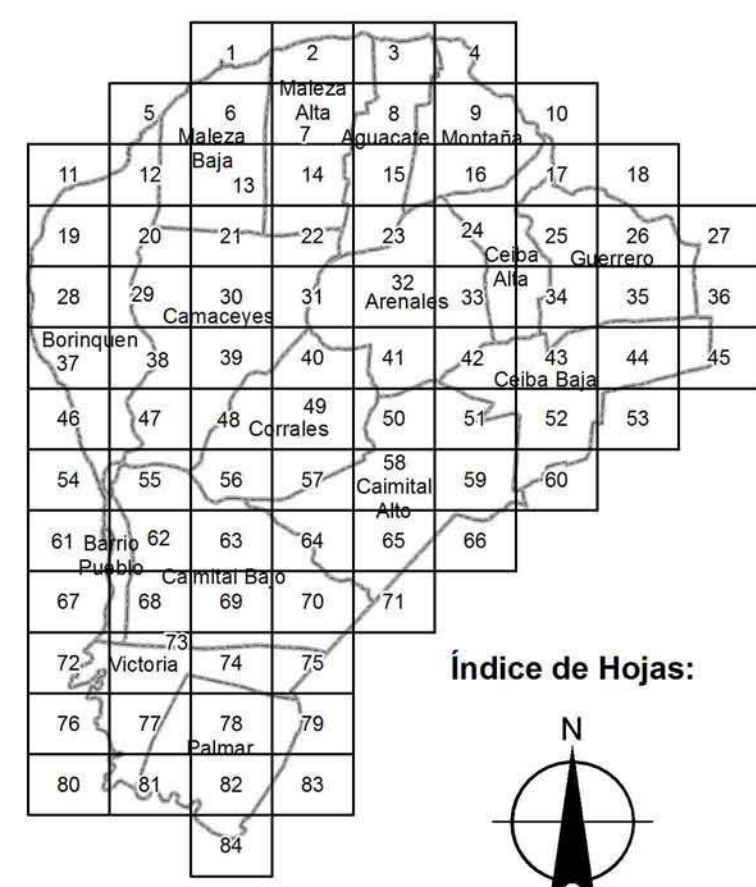 1 2 3 4
Maleza
Alta
5 6 7 8 9 10
Maleza
Baja
Aguacate
Montaña
11 12 13 14 15 16 17 18
19 20 21 22 23 24 25 26 27
Ceiba
Alta
Guerrero
28 29 30 31 32 33 34 35 36
Camaceyes
Arenales
Borinquen
37 38 39 40 41 42 43 44 45
Ceiba Baja
46 47 48 49 50 51 52 53
Corrales
54 55 56 57 58 59 60
Caimital
Alto
61 62 63 64 65 66
Barrio
Pueblo
Caimital Bajo
67 68 69 70 71
72 73 74 75
Victoria
Índice de Hojas:
76 77 78 79
Palmar
N
80 81 82 83
84